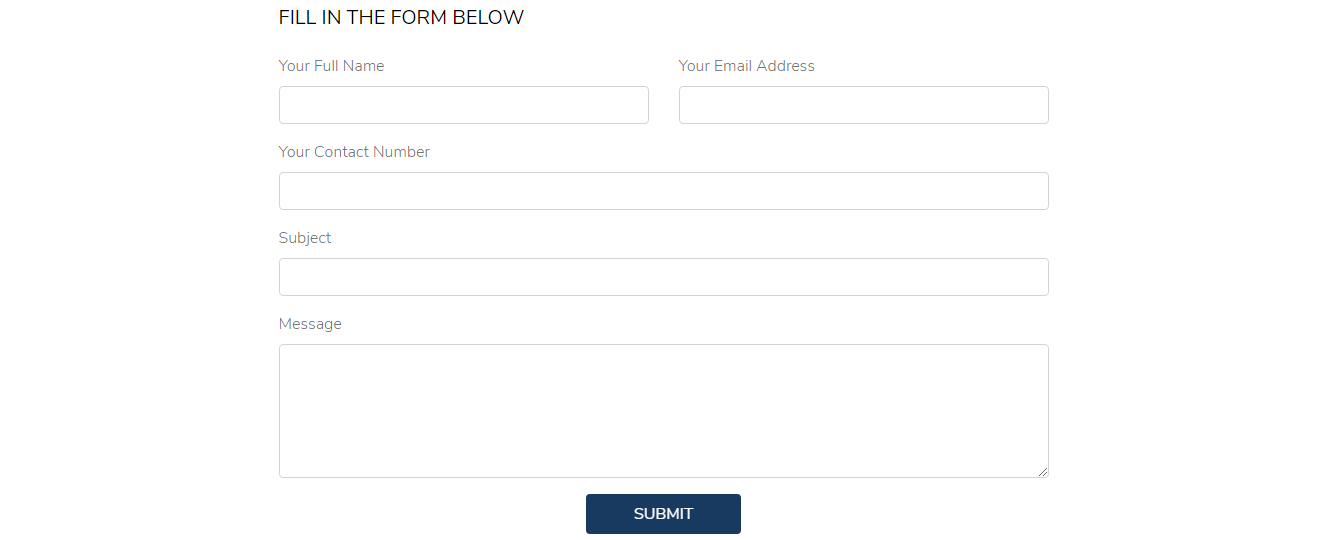 FILL IN THE FORM BELOW
Your Full Name
Your Email Address
Your Contact Number
Subject
Message
SUBMIT